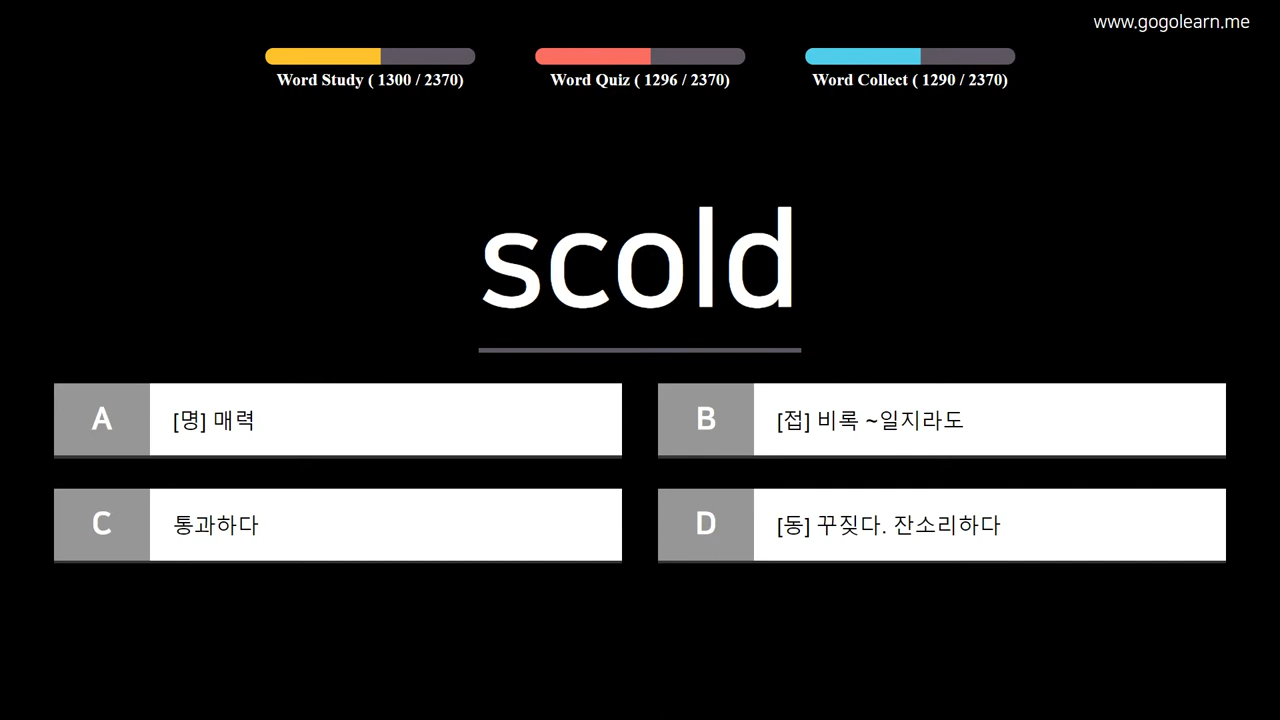 www.gogolearn.me
Word Study ( 1300 / 2370)
Word Quiz ( 1296 / 2370)
Word Collect ( 1290 / 2370)
scold
A [명] 매력
B [접] 비록 ~일지라도
C 통과하다
D [동] 꾸짖다. 잔소리하다